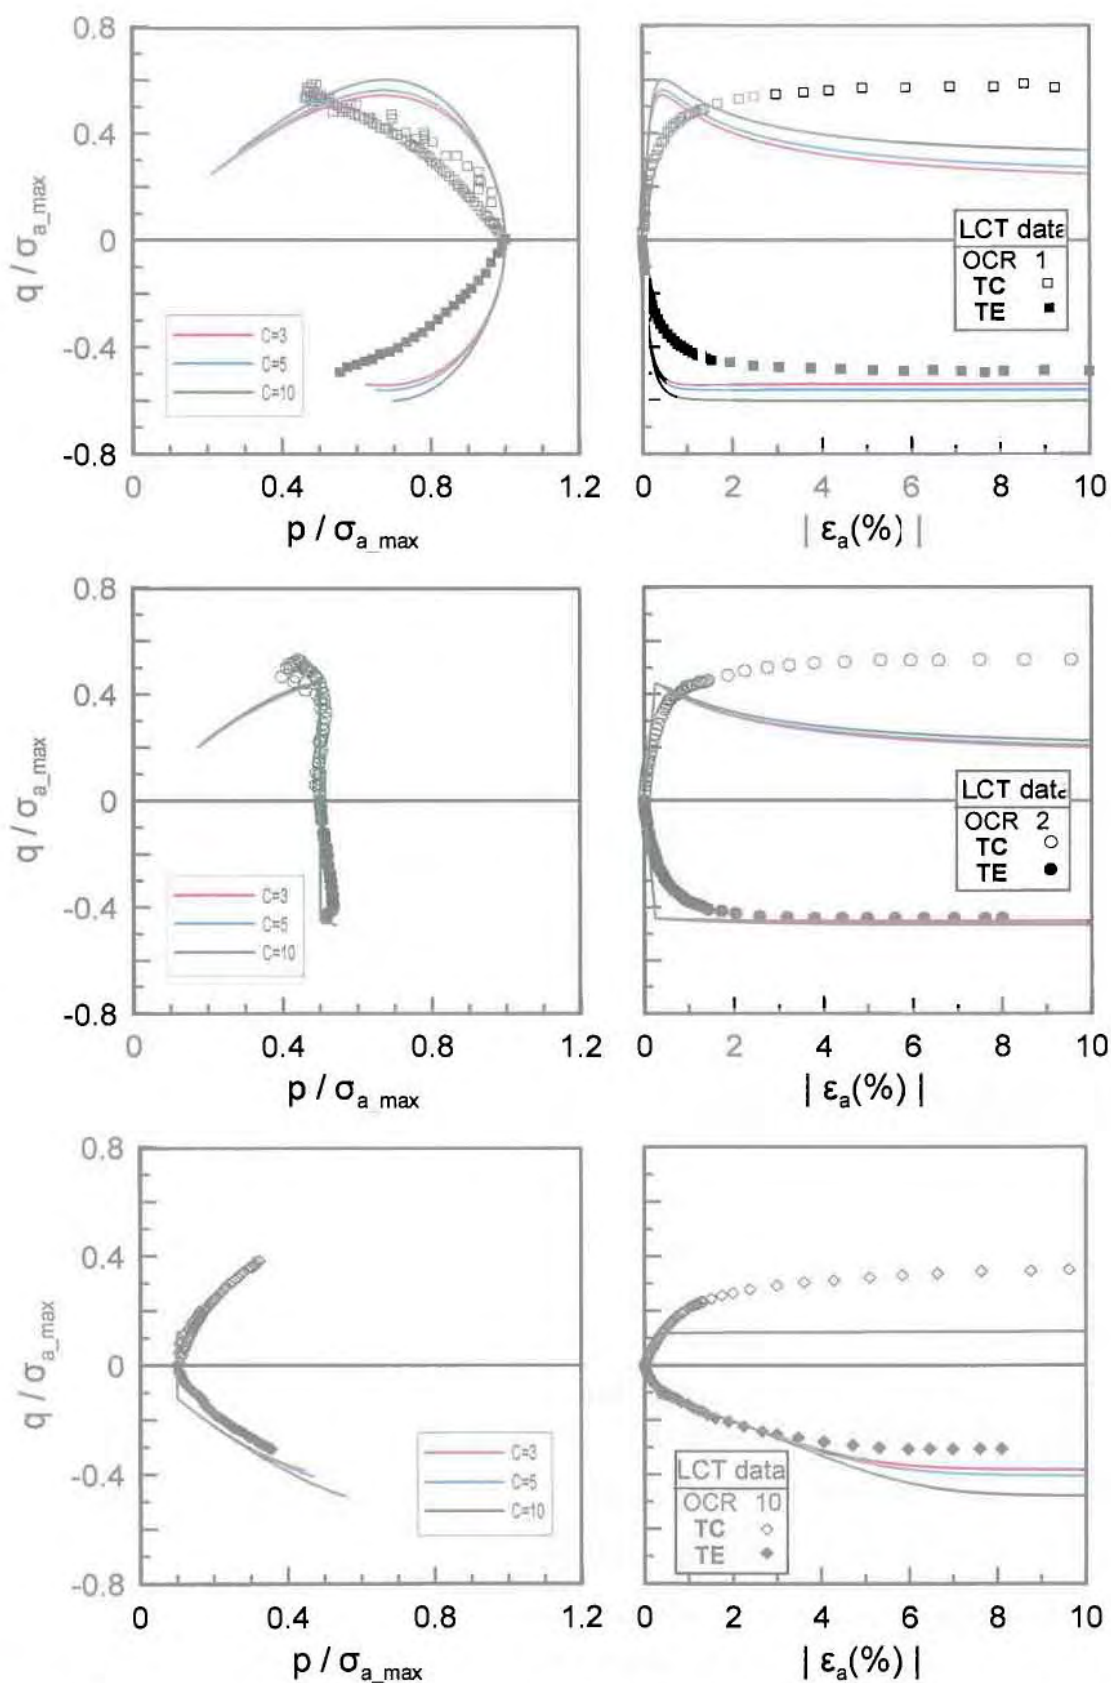 0.8
0.4
0
-0.4
-0.8
q / σa_max
C=3
C=5
C=10
0 0.4 0.8 1.2
p / σa_max
LCT data
OCR 1
TC
TE
0 2 4 6 8 10
| εa(%) |
0.8
0.4
0
-0.4
-0.8
q / σa_max
C=3
C=5
C=10
0 0.4 0.8 1.2
p / σa_max
LCT data
OCR 2
TC
TE
0 2 4 6 8 10
| εa(%) |
0.8
0.4
0
-0.4
-0.8
q / σa_max
C=3
C=5
C=10
0 0.4 0.8 1.2
p / σa_max
LCT data
OCR 10
TC
TE
0 2 4 6 8 10
| εa(%) |